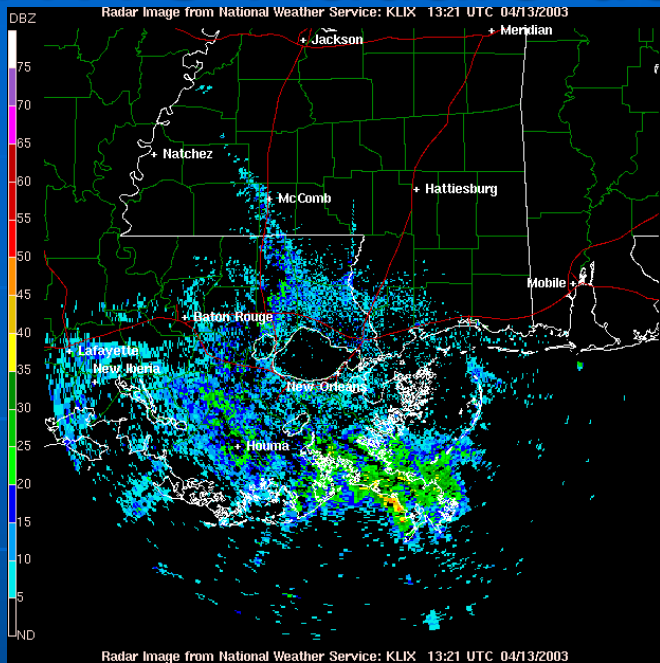 DBZ
Radar Image from National Weather Service: KLIX 13:21 UTC 04/13/2003
Jackson
Meridian
75
70
65
Natchez
60
McComb
Hattiesburg
55
50
Mobile
45
Baton Rouge
40
Lafayette
35
New Iberia
New Orleans
30
Houma
25
20
15
10
5
ND
Radar Image from National Weather Service: KLIX 13:21 UTC 04/13/2003